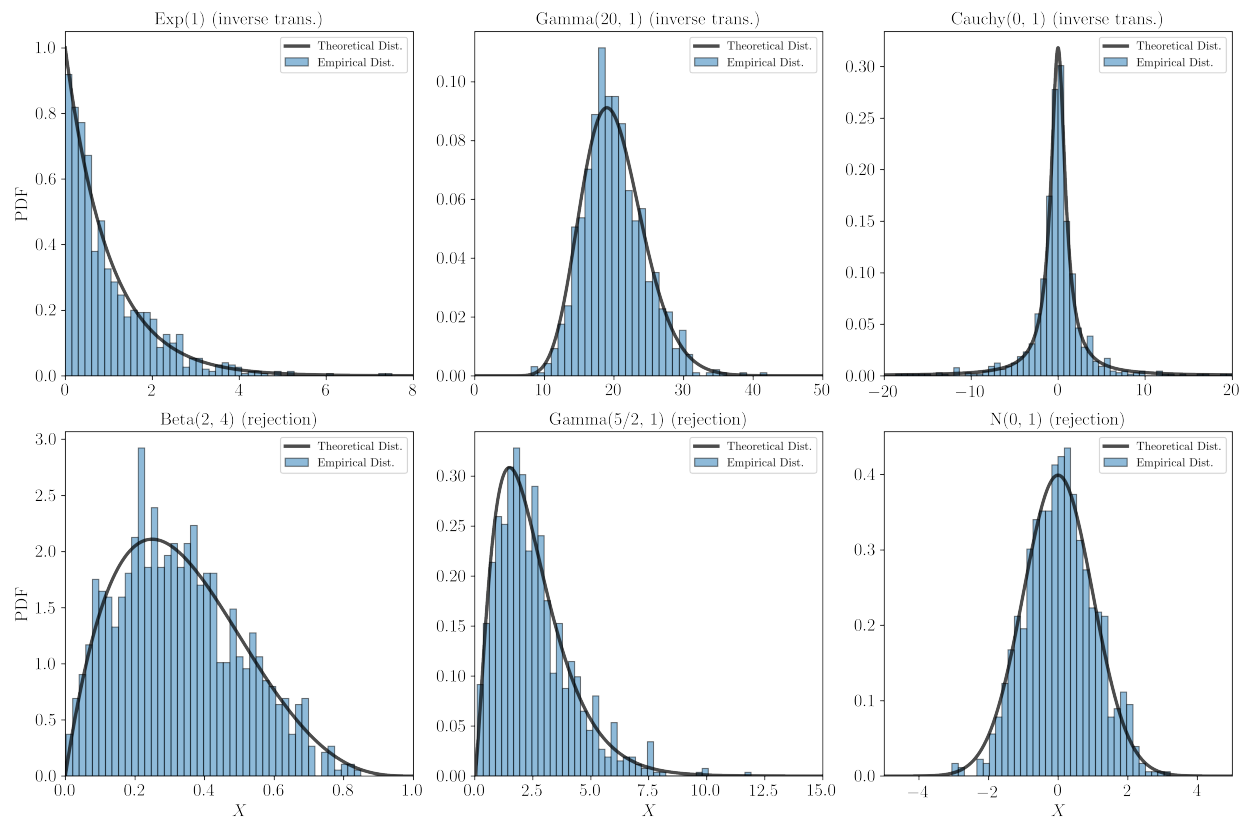 Exp(1) (inverse trans.)
1.0
0.8
0.6
0.4
0.2
0.0
PDF
0 2 4 6 8
Theoretical Dist.
Empirical Dist.
Gamma(20, 1) (inverse trans.)
0.10
0.08
0.06
0.04
0.02
0.00
0 10 20 30 40 50
Theoretical Dist.
Empirical Dist.
Cauchy(0, 1) (inverse trans.)
0.30
0.25
0.20
0.15
0.10
0.05
0.00
−20 −10 0 10 20
Theoretical Dist.
Empirical Dist.
Beta(2, 4) (rejection)
3.0
2.5
2.0
1.5
1.0
0.5
0.0
PDF
0.0 0.2 0.4 0.6 0.8 1.0
X
Theoretical Dist.
Empirical Dist.
Gamma(5/2, 1) (rejection)
0.30
0.25
0.20
0.15
0.10
0.05
0.00
0.0 2.5 5.0 7.5 10.0 12.5 15.0
X
Theoretical Dist.
Empirical Dist.
N(0, 1) (rejection)
0.4
0.3
0.2
0.1
0.0
−4 −2 0 2 4
X
Theoretical Dist.
Empirical Dist.